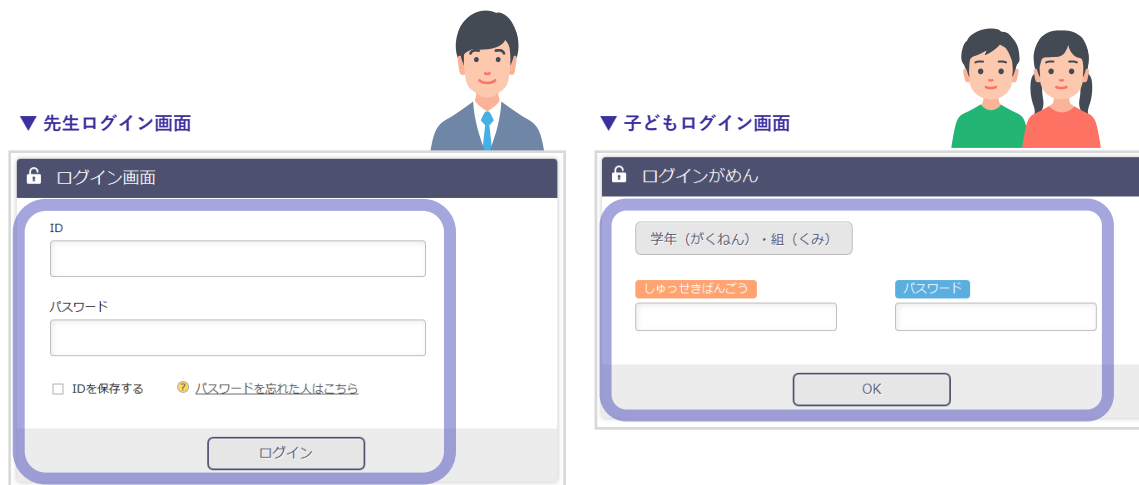 ▼ 先生ログイン画面
ログイン画面
ID
パスワード
IDを保存する
? パスワードを忘れた人はこちら
ログイン
▼ 子どもログイン画面
ログインがめん
学年（がくねん）・組（くみ）
しゅっせきばんごう
パスワード
OK